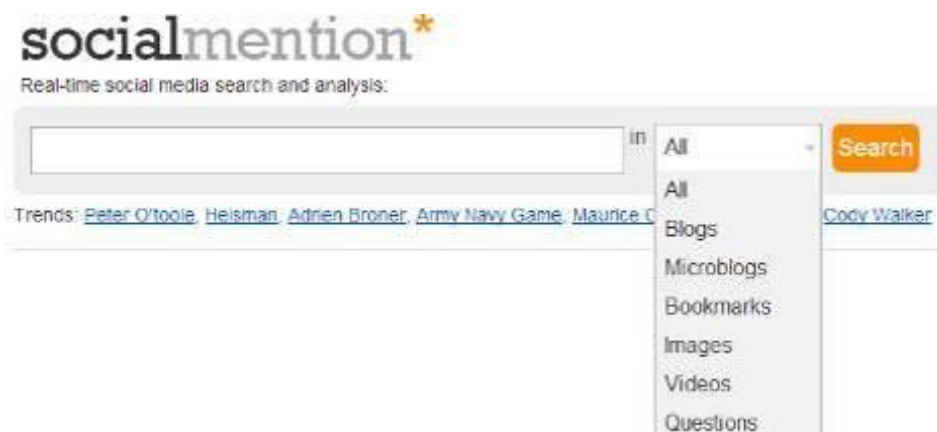 socialmention*
Real-time social media search and analysis:
in All Search
Trends: Peter O'toole, Heisman, Adrien Broner, Army Navy Game, Maurice Cody Walker
All
Blogs
Microblogs
Bookmarks
Images
Videos
Questions